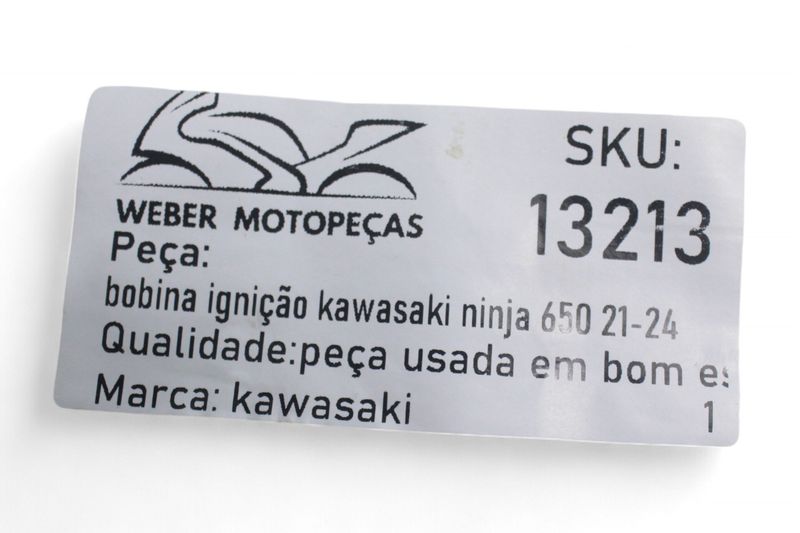 WEBER MOTOPEÇAS
SKU:
13213
Peça:
bobina ignição kawasaki ninja 650 21-24
Qualidade:peça usada em bom es
Marca: kawasaki
1